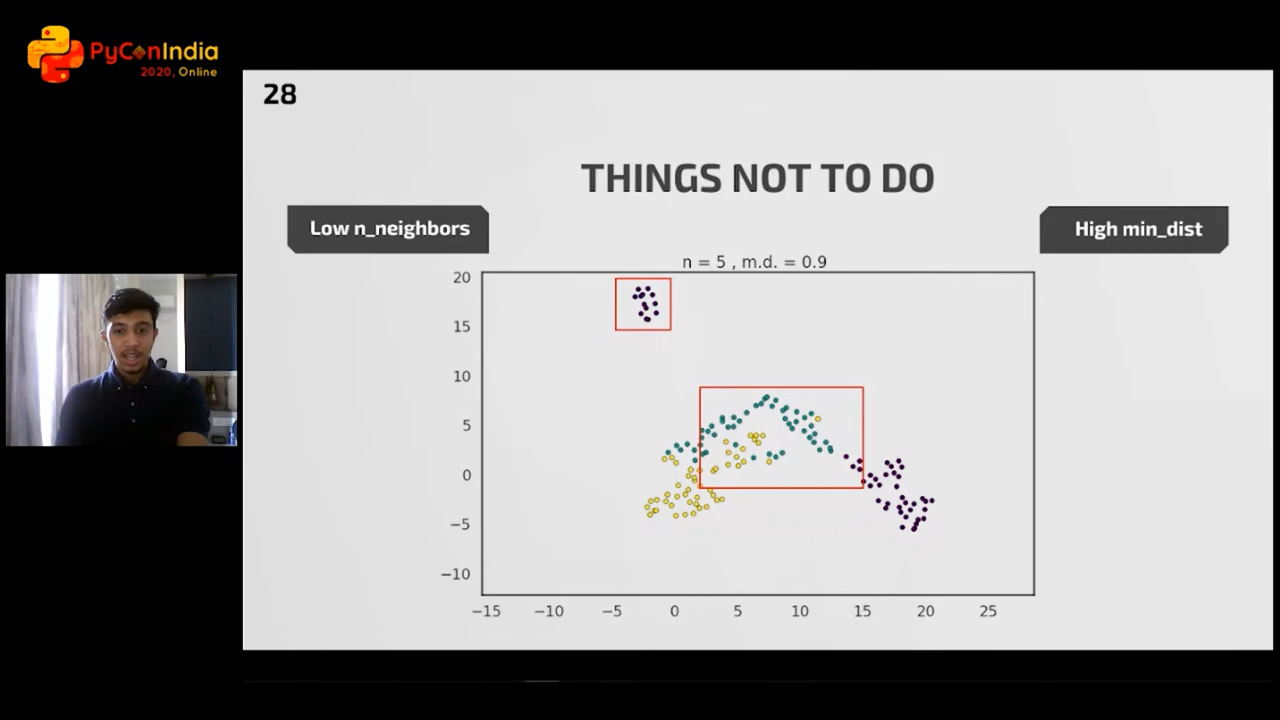 PyConIndia
2020, Online
28
THINGS NOT TO DO
Low n_neighbors
High min_dist
n = 5 , m.d. = 0.9
20
15
10
5
0
−5
−10
−15
−10
−5
0
5
10
15
20
25